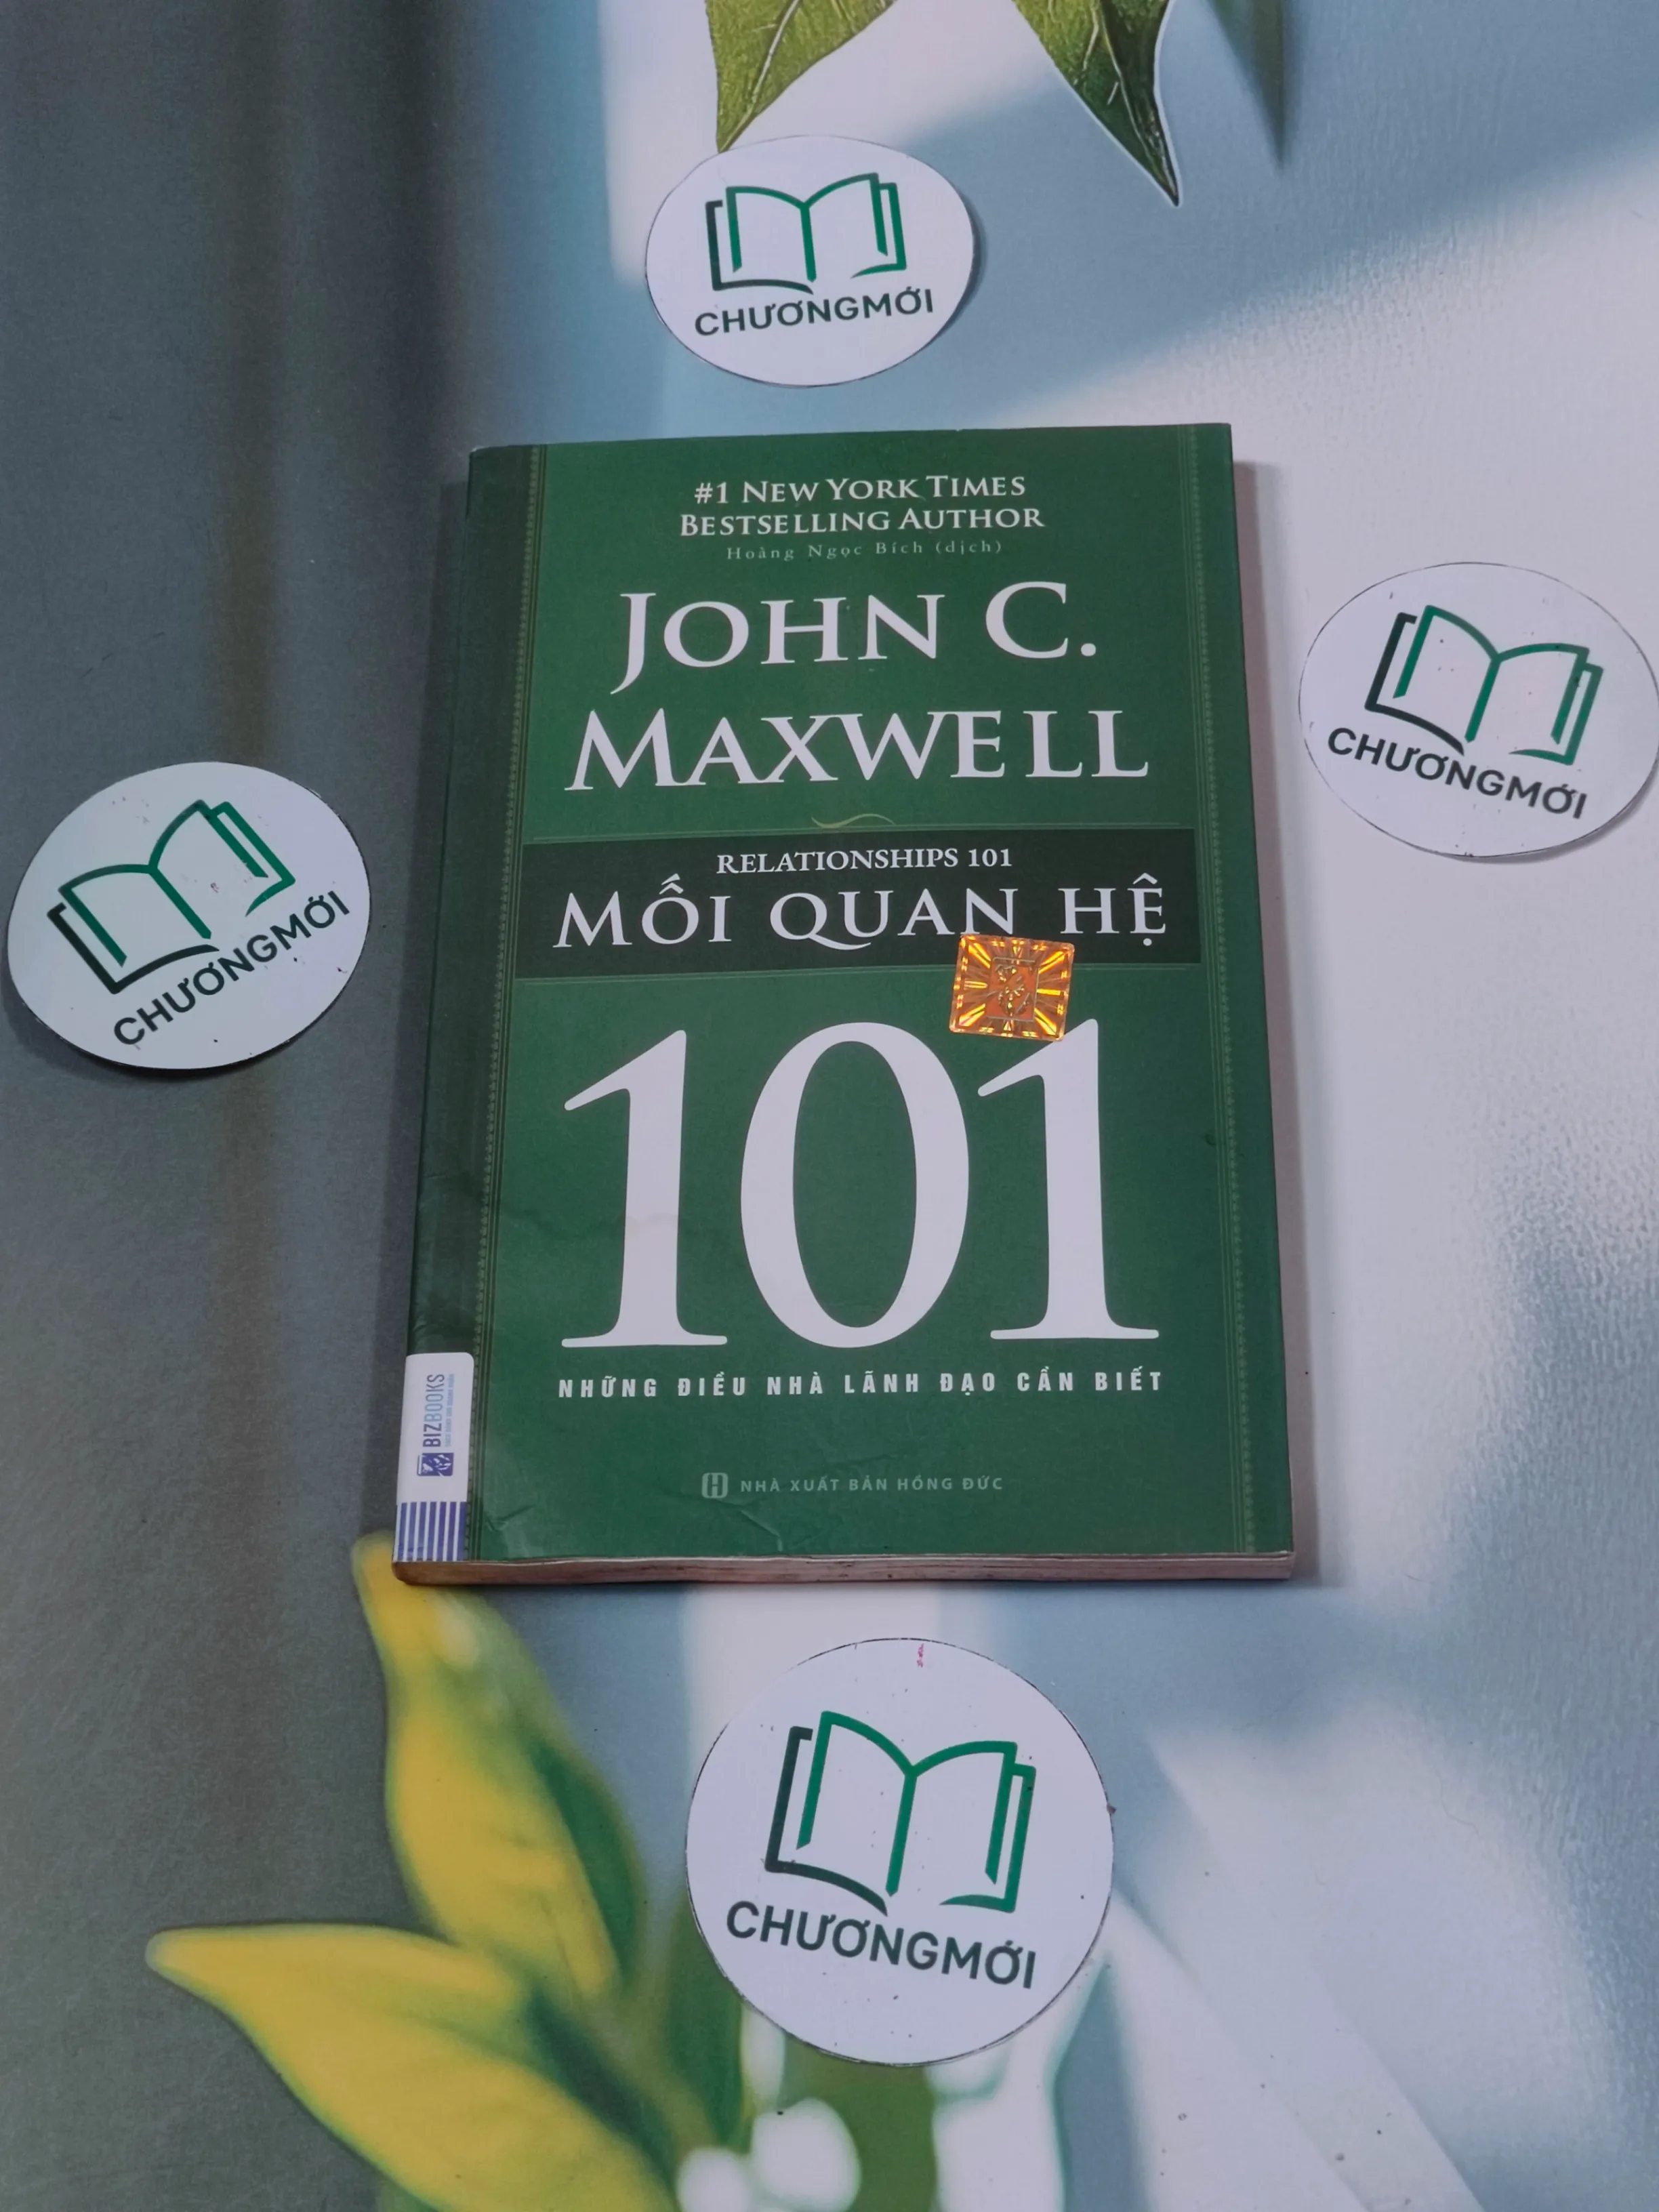 CHƯƠNGMỚI
#1 NEW YORK TIMES
BESTSELLING AUTHOR
Hoàng Ngọc Bích (dịch)
JOHN C.
MAXWELL
CHƯƠNGMỚI
CHƯƠNGMỚI
RELATIONSHIPS 101
MỐI QUAN HỆ
101
NHỮNG ĐIỀU NHÀ LÃNH ĐẠO CẦN BIẾT
BIZBOOKS
NHÀ XUẤT BẢN HỒNG ĐỨC
CHƯƠNGMỚI